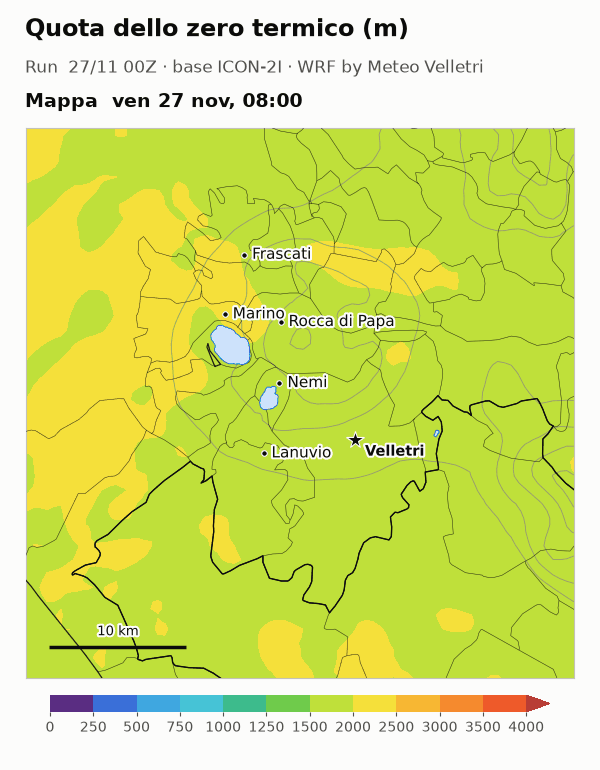 Quota dello zero termico (m)
Run  27/11 00Z · base ICON-2I · WRF by Meteo Velletri
Mappa  ven 27 nov, 08:00
Frascati
Marino
Rocca di Papa
Nemi
Velletri
Lanuvio
10 km
0 250 500 750 1000 1250 1500 2000 2500 3000 3500 4000